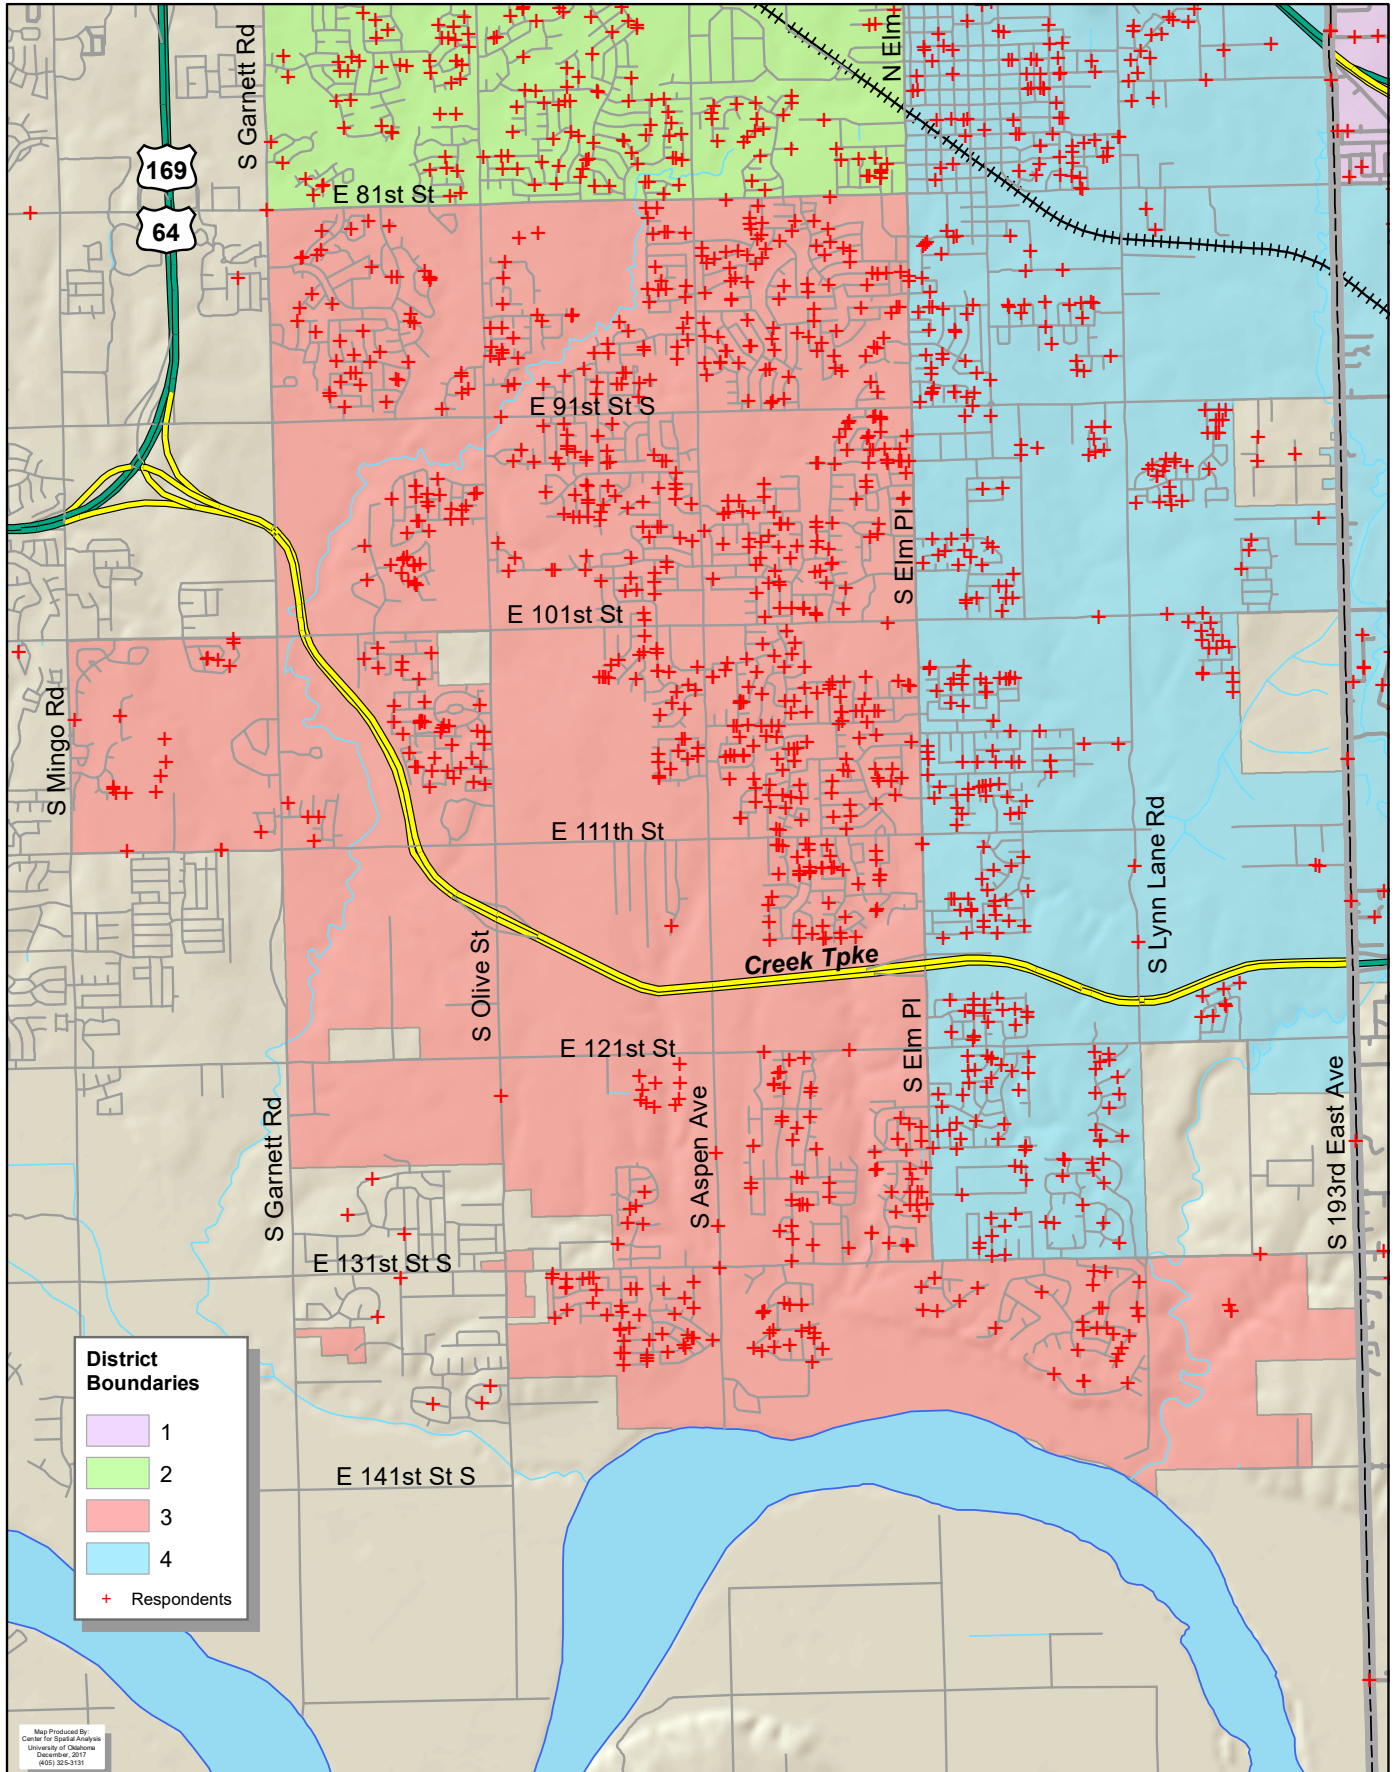 S Garnett Rd
N Elm
169
64
E 81st St
E 91st St S
S Elm Pl
E 101st St
S Mingo Rd
E 111th St
S Lynn Lane Rd
S Olive St
Creek Tpke
S Elm Pl
E 121st St
S Aspen Ave
S 193rd East Ave
S Garnett Rd
E 131st St S
E 141st St S
District
Boundaries
1
2
3
4
+ Respondents
Map Produced By:
Center for Spatial Analysis
University of Oklahoma
December, 2017
(405) 325-3131